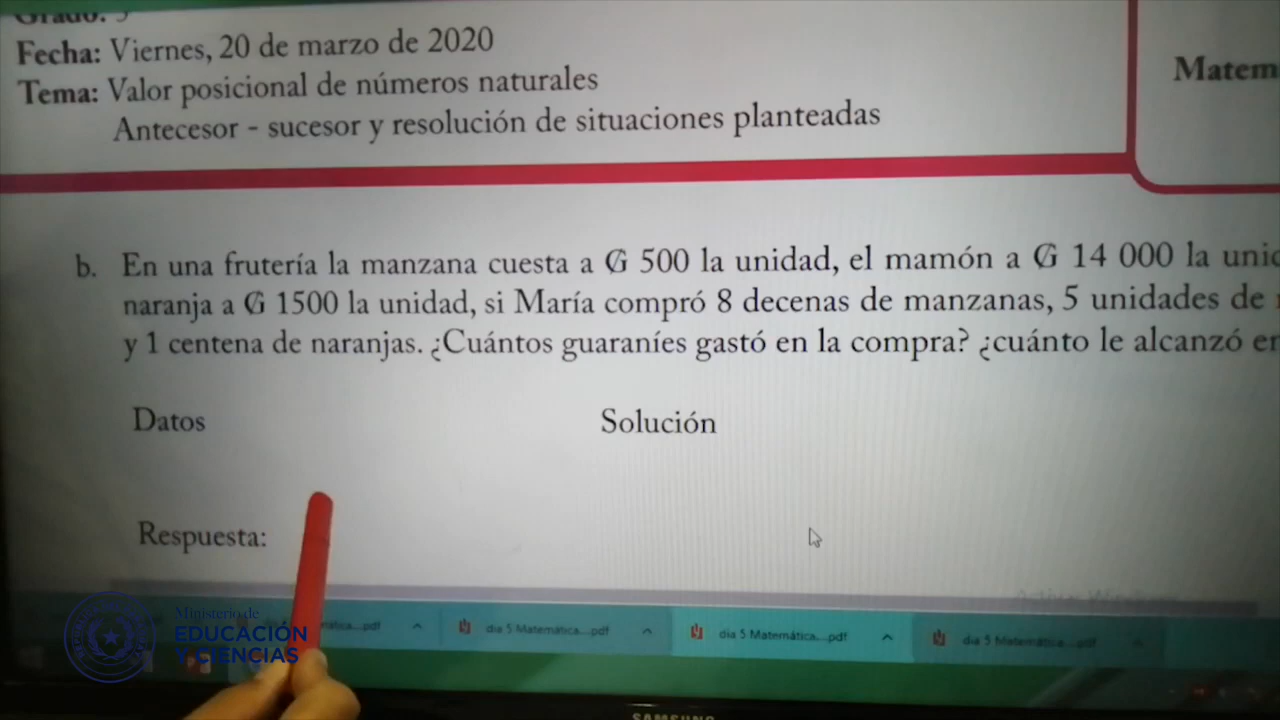 Fecha: Viernes, 20 de marzo de 2020
Tema: Valor posicional de números naturales
Antecesor - sucesor y resolución de situaciones planteadas
b. En una frutería la manzana cuesta a ₲ 500 la unidad, el mamón a ₲ 14 000 la
naranja a ₲ 1500 la unidad, si María compró 8 decenas de manzanas, 5 unidades de
y 1 centena de naranjas. ¿Cuántos guaraníes gastó en la compra? ¿cuánto le alcanzó
Datos
Solución
Respuesta:
dia 5 Matemática....pdf
dia 5 Matemática....pdf
dia 5 Matemática....pdf
Ministerio de
EDUCACIÓN
Y CIENCIAS
SAMSUNG